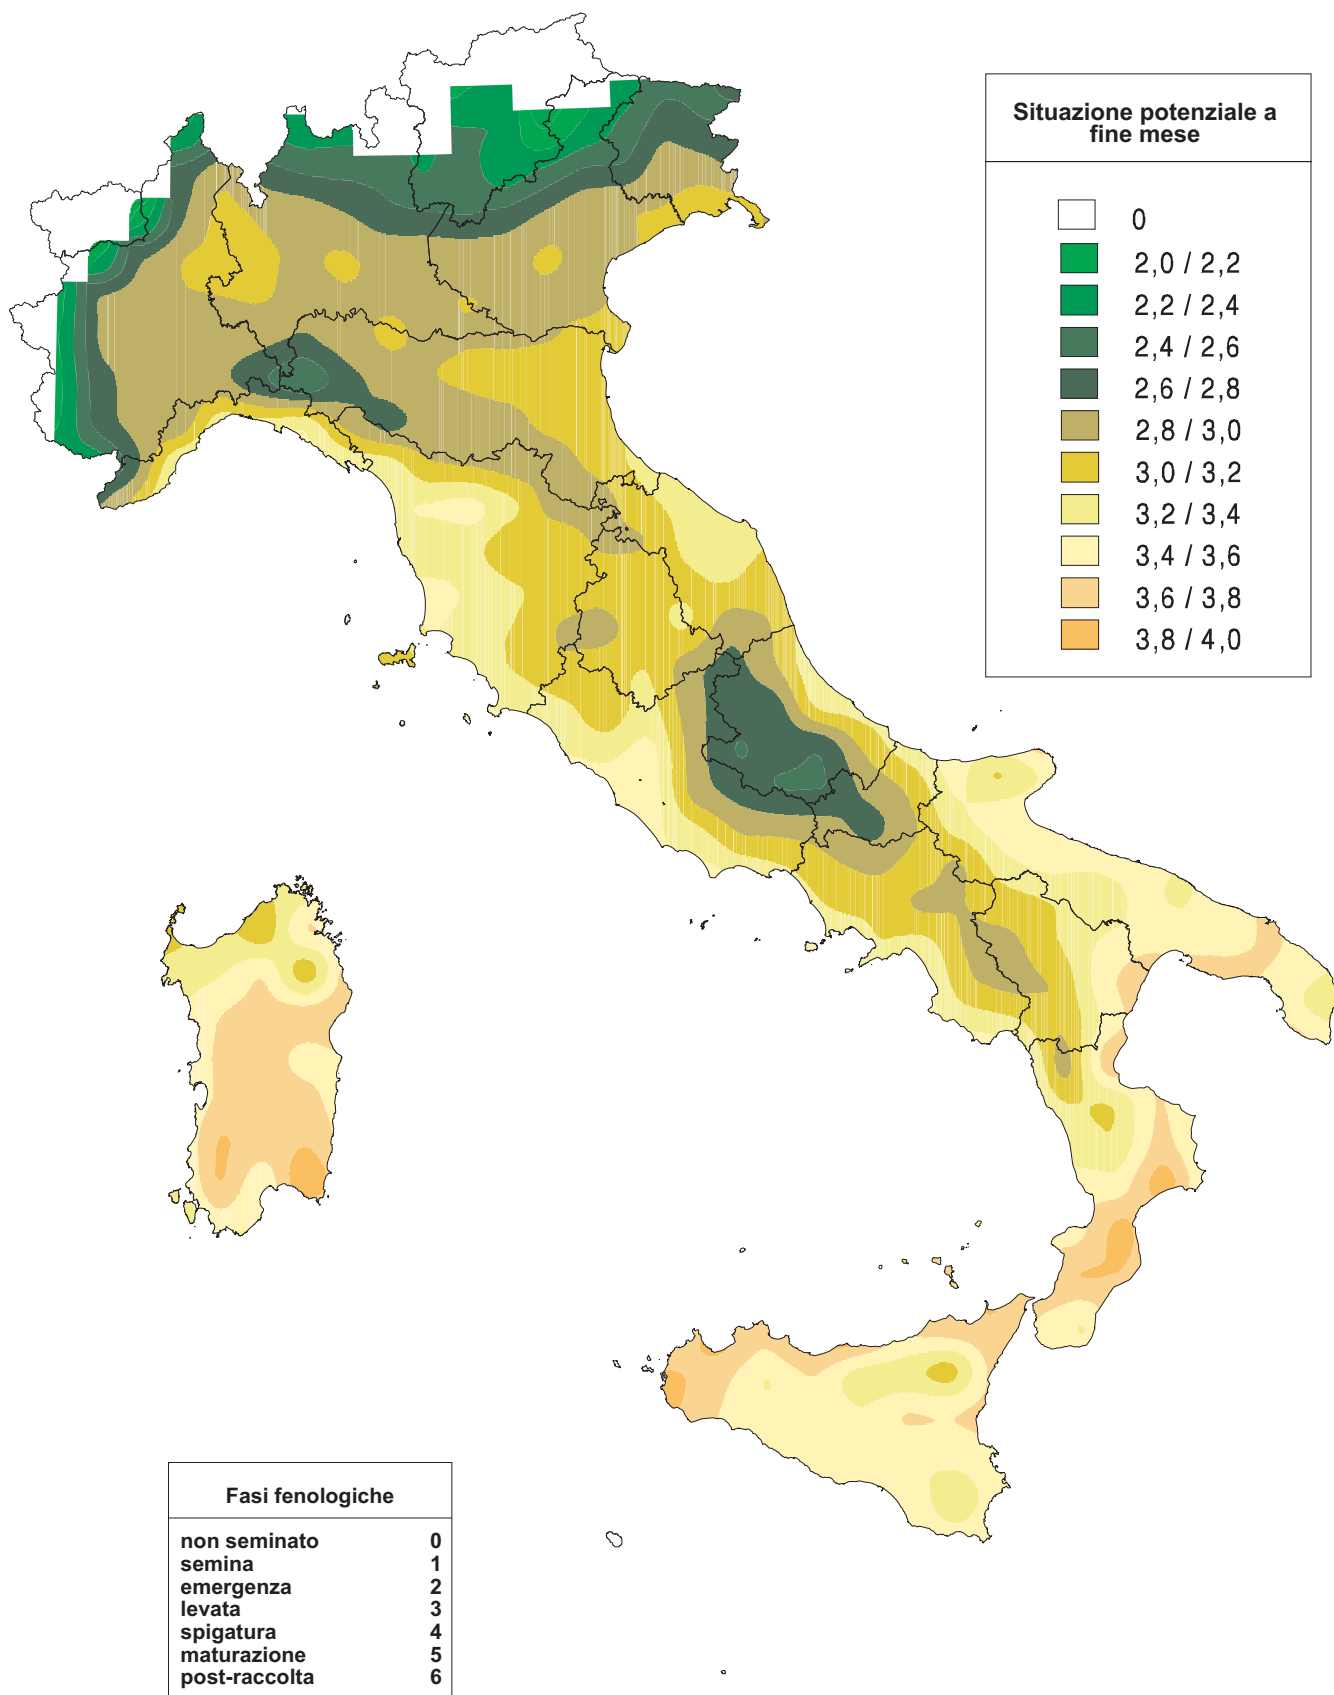 Situazione potenziale a
fine mese
0
2,0 / 2,2
2,2 / 2,4
2,4 / 2,6
2,6 / 2,8
2,8 / 3,0
3,0 / 3,2
3,2 / 3,4
3,4 / 3,6
3,6 / 3,8
3,8 / 4,0
Fasi fenologiche
non seminato 0
semina 1
emergenza 2
levata 3
spigatura 4
maturazione 5
post-raccolta 6